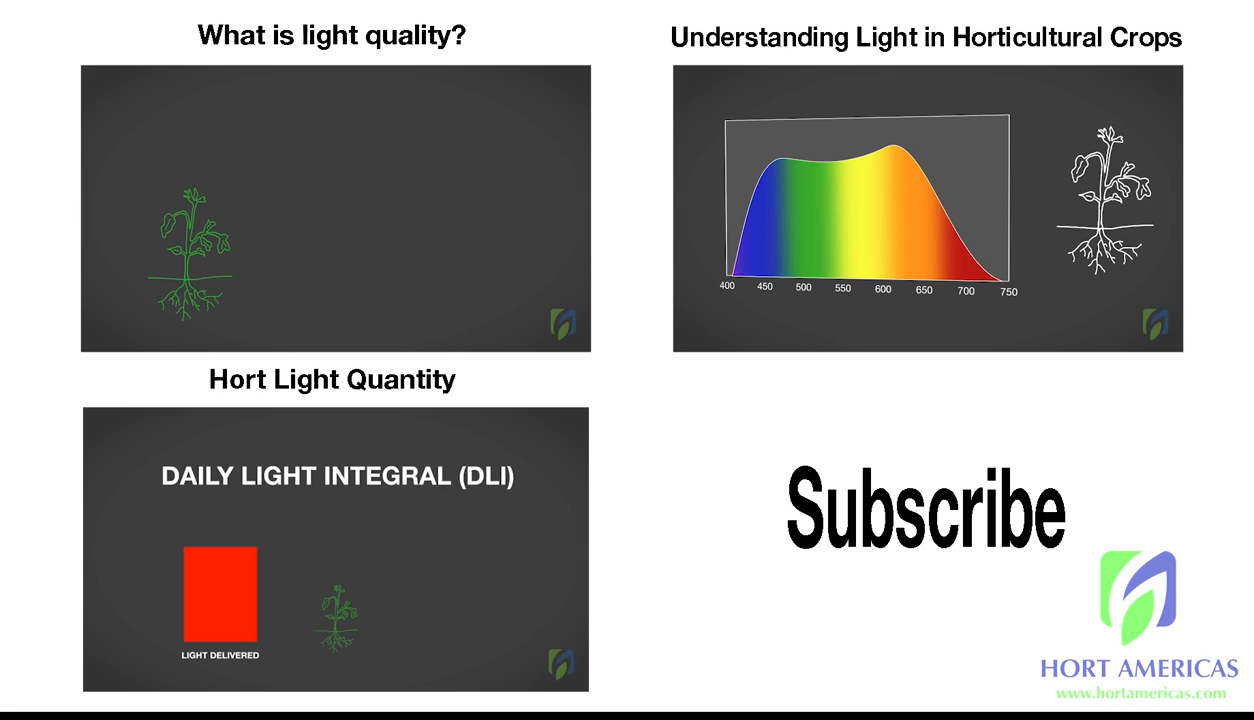 What is light quality?
Understanding Light in Horticultural Crops
400 450 500 550 600 650 700 750
Hort Light Quantity
DAILY LIGHT INTEGRAL (DLI)
LIGHT DELIVERED
Subscribe
HORT AMERICAS
www.hortamericas.com